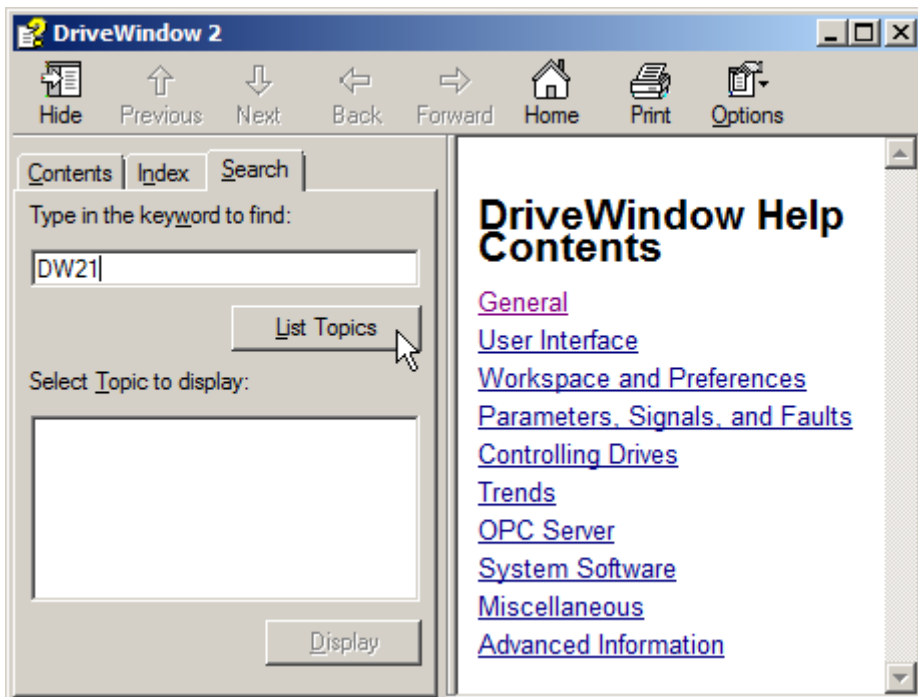 DriveWindow 2
Hide Previous Next Back Forward Home Print Options
Contents Index Search
Type in the keyword to find:
DW21
List Topics
Select Topic to display:
Display
DriveWindow Help
Contents
General
User Interface
Workspace and Preferences
Parameters, Signals, and Faults
Controlling Drives
Trends
OPC Server
System Software
Miscellaneous
Advanced Information